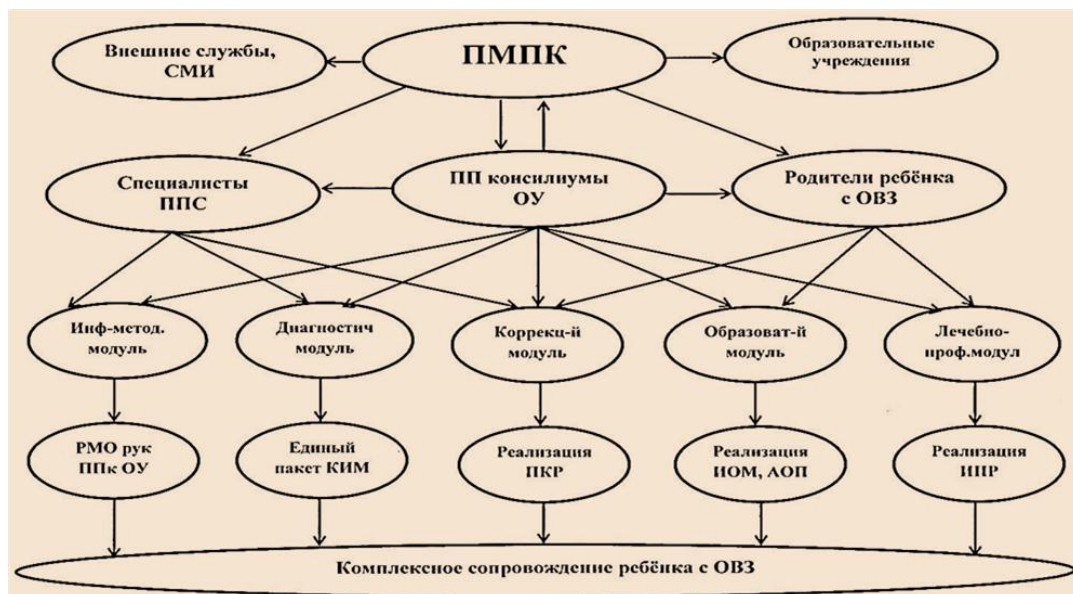 Внешние службы,
СМИ
ПМПК
Образовательные
учреждения
Специалисты
ППС
ПП консилиумы
ОУ
Родители ребёнка
с ОВЗ
Инф-метод.
модуль
Диагностич
модуль
Коррекц-й
модуль
Образоват-й
модуль
Лечебно-
проф.модул
РМО рук
ППк ОУ
Единый
пакет КИМ
Реализация
ПКР
Реализация
ИОМ, АОП
Реализация
ИПР
Комплексное сопровождение ребёнка с ОВЗ